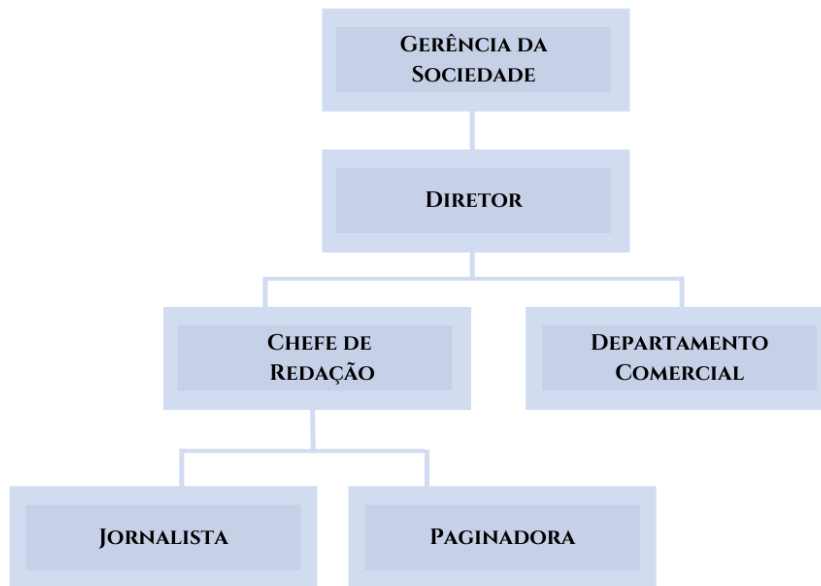 Gerência da
Sociedade
Diretor
Chefe de
Redação
Departamento
Comercial
Jornalista
Paginadora